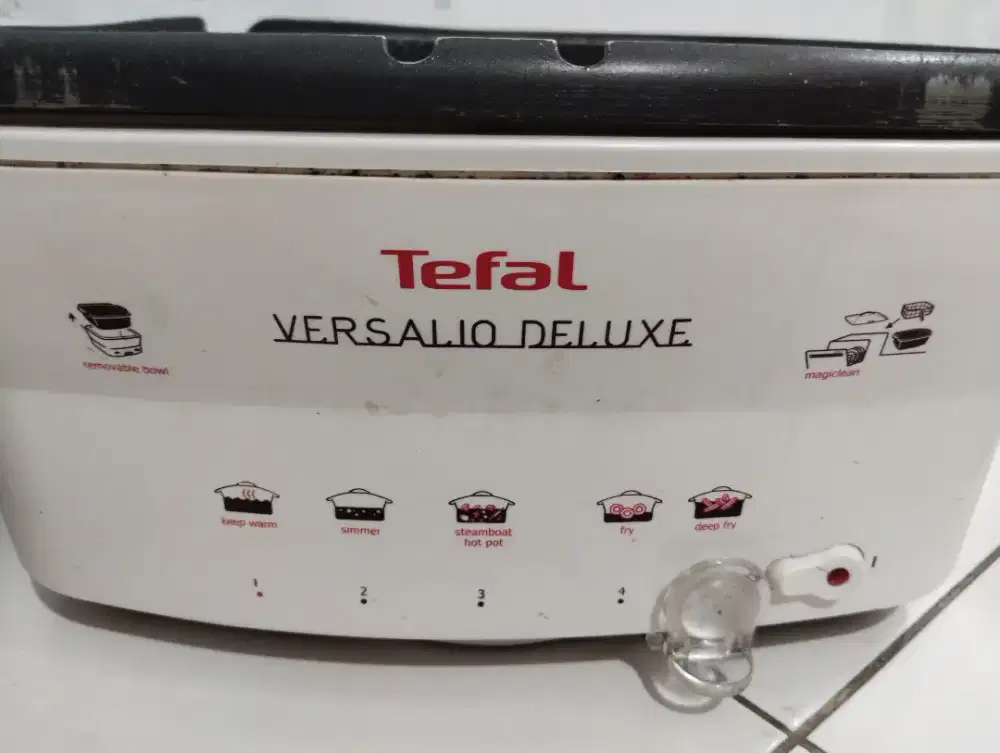 Tefal
VERSALIO DELUXE
removable bowl
magiclean
keep-warm
simmer
steamboat
hot pot
fry
deep fry
1
2
3
4
I